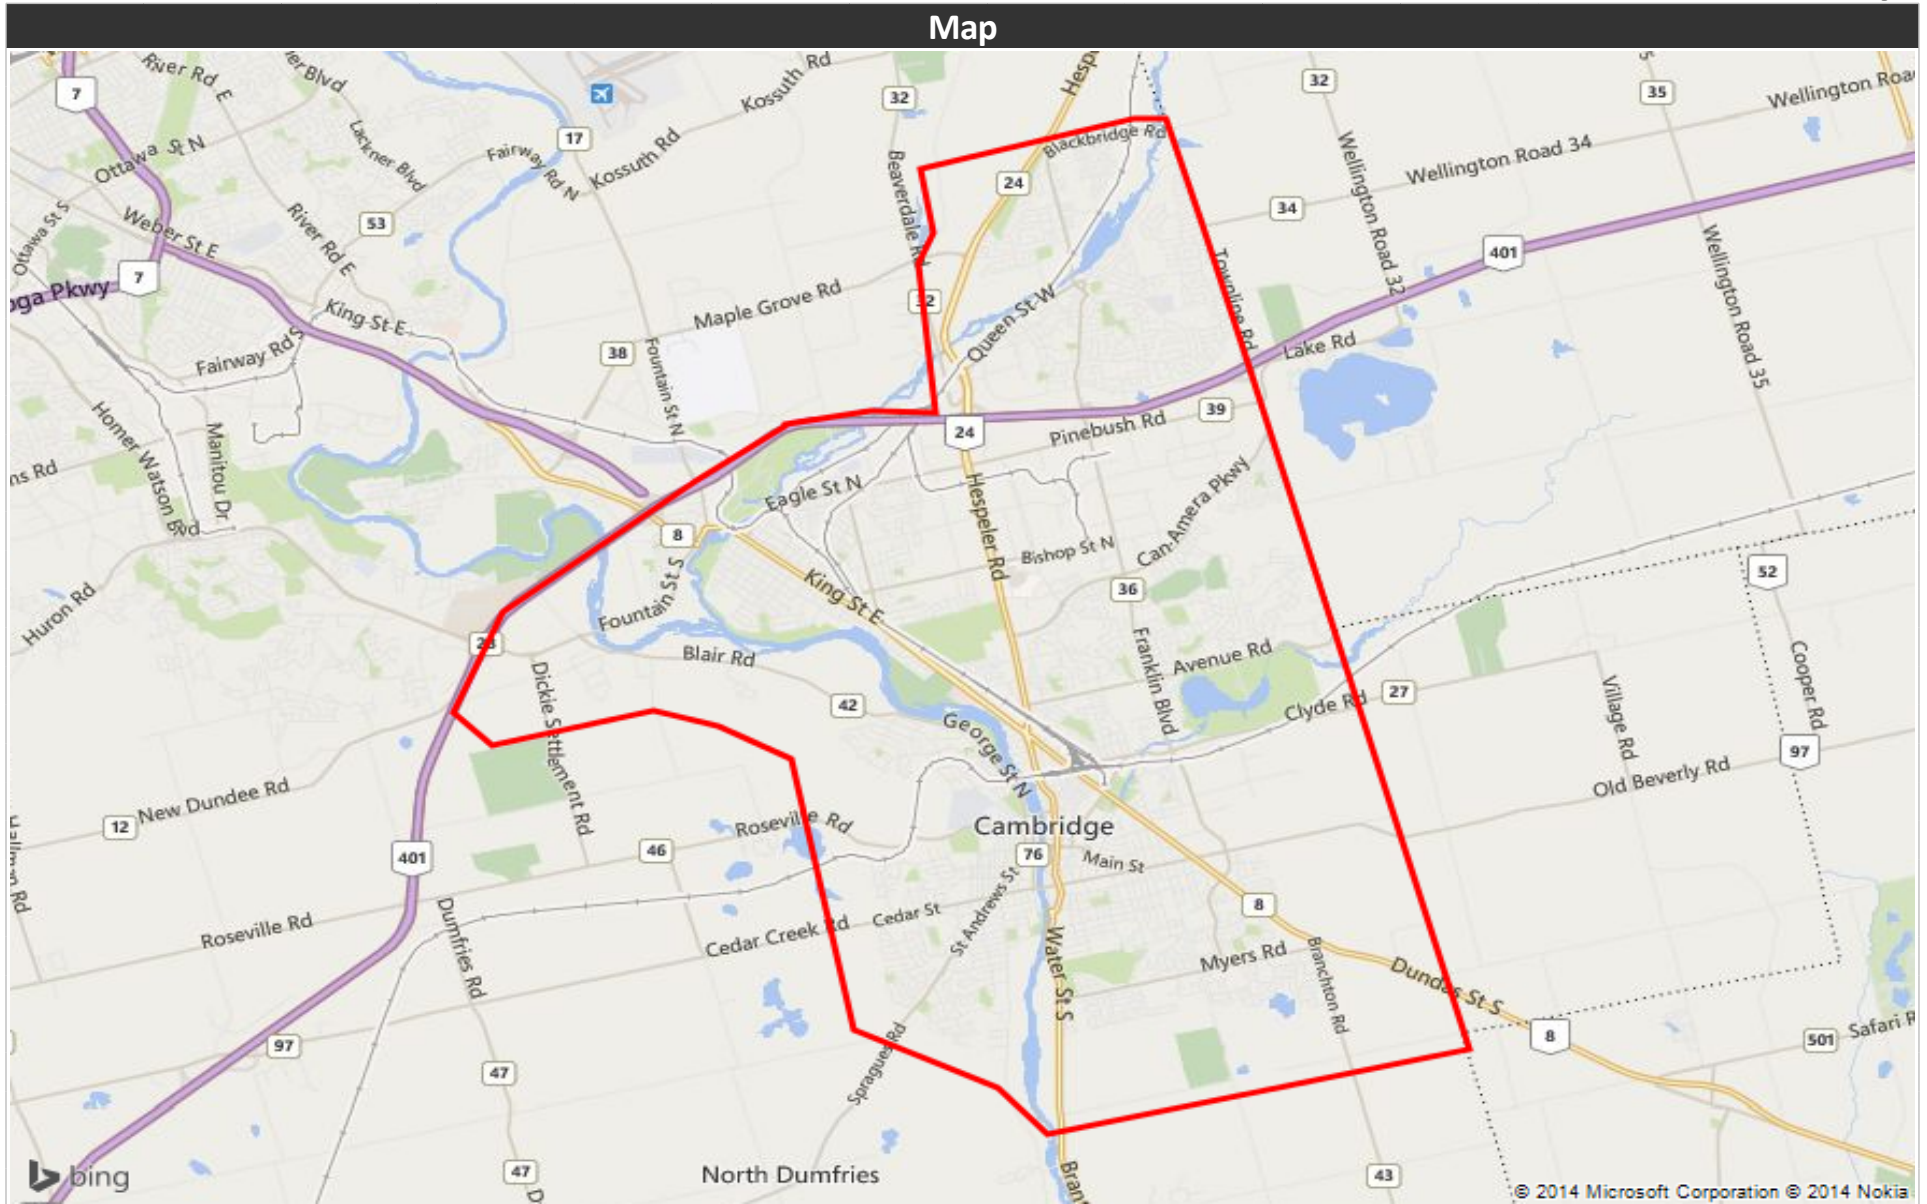 Map
7
River Rd E
Kossuth Rd
32
32
35
Ottawa St N
Lackner Blvd
17
Fairway Rd N
Kossuth Rd
Blackbridge Rd
Wellington Road 34
24
Beaverdale Rd
Wellington Road 32
34
Ottawa St S
Weber St E
53
River Rd E
7
401
Wellington Road 35
Townline Rd
King St E
Maple Grove Rd
Queen St W
Fairway Rd S
38
Fountain St N
Lake Rd
Homer Watson Blvd
Manitou Dr
24
Pinebush Rd
39
Eagle St N
Hespeler Rd
Can-Amera Pkwy
8
Bishop St N
52
Huron Rd
Fountain St S
King St E
36
Blair Rd
Franklin Blvd
Avenue Rd
Cooper Rd
Dickie Settlement Rd
42
George St N
Clyde Rd
27
Village Rd
97
New Dundee Rd
12
Old Beverly Rd
Roseville Rd
Cambridge
401
46
76
Main St
Roseville Rd
Dumfries Rd
Cedar Creek Rd
Cedar St
St Andrews St
8
Water St S
Myers Rd
Branchton Rd
Dundas St S
97
Spragues Rd
8
501
47
47
North Dumfries
43
bing
© 2014 Microsoft Corporation © 2014 Nokia